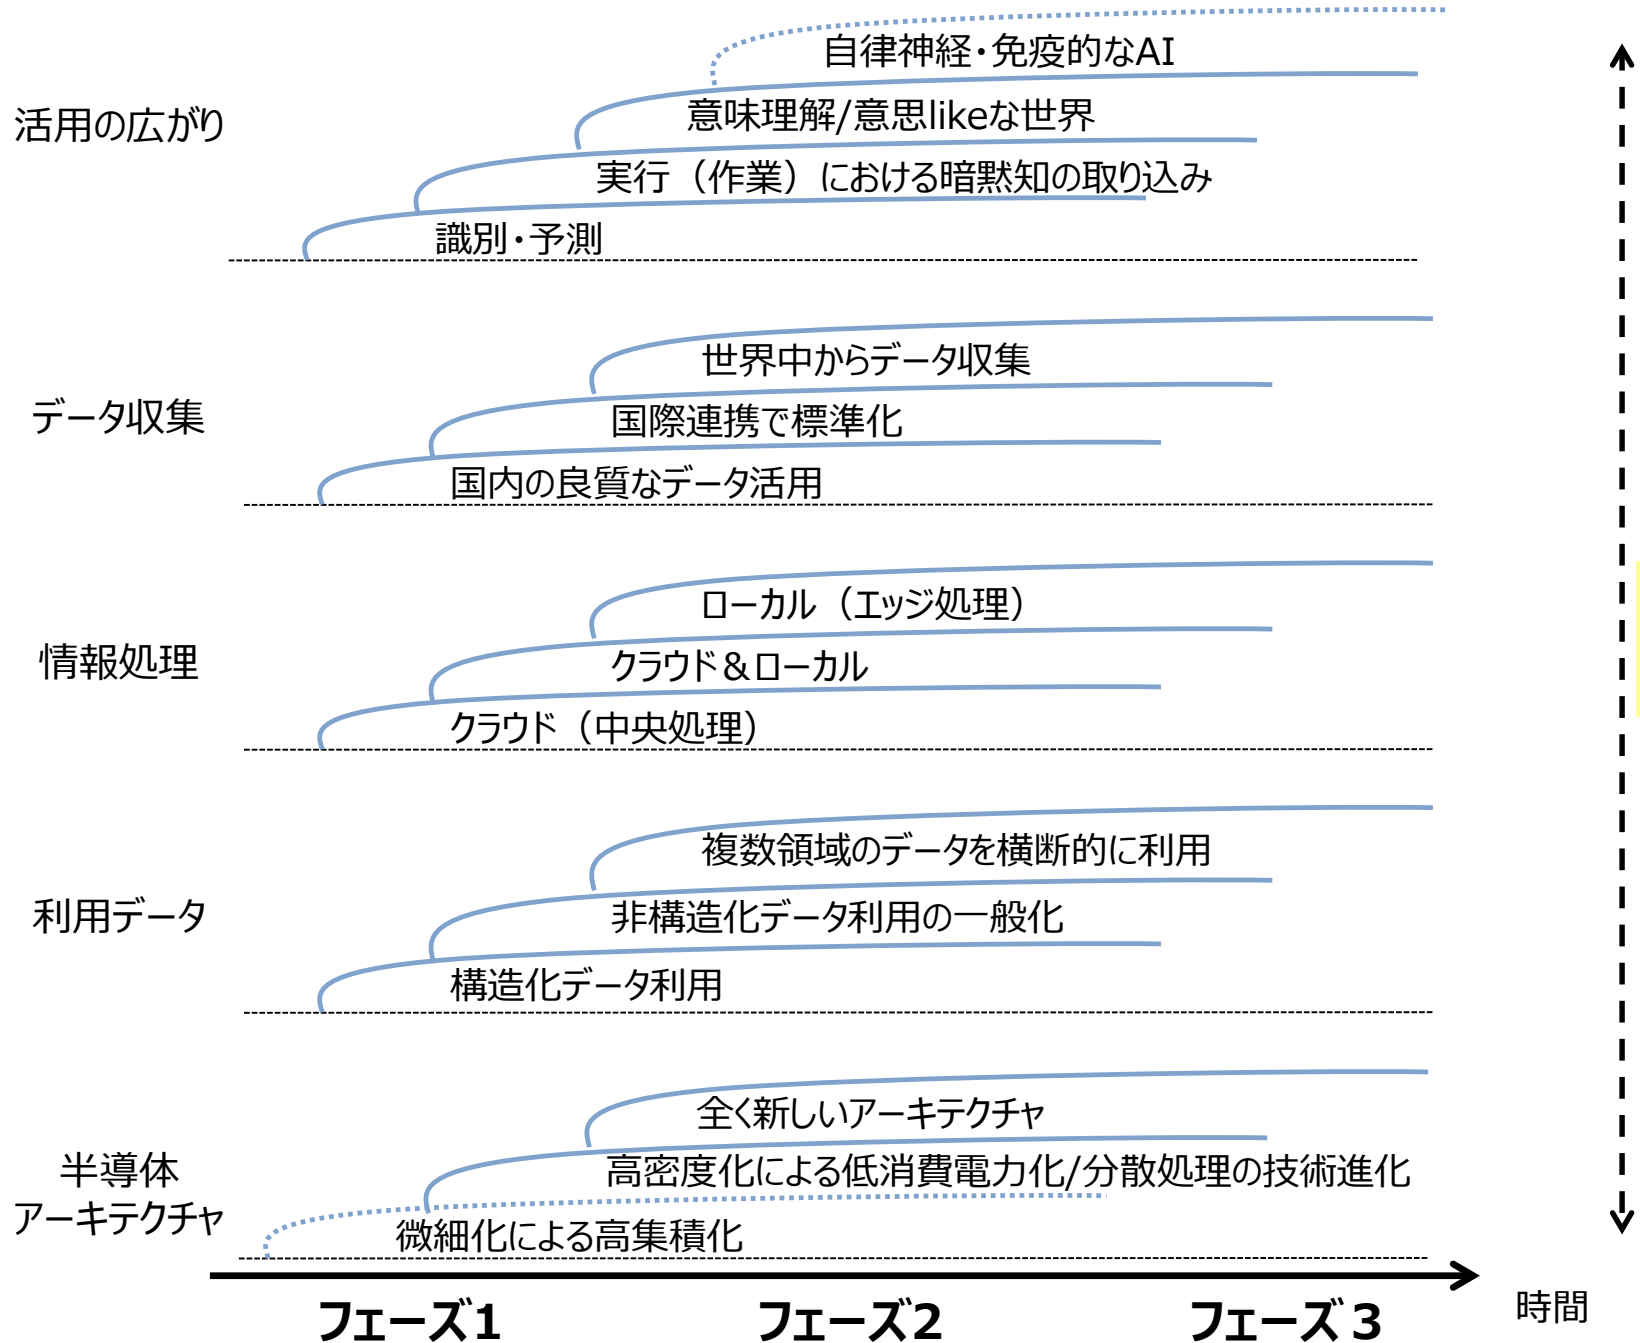 自律神経・免疫的なAI
活用の広がり
意味理解/意思likeな世界
実行（作業）における暗黙知の取り込み
識別・予測
世界中からデータ収集
データ収集
国際連携で標準化
国内の良質なデータ活用
ローカル（エッジ処理）
情報処理
クラウド＆ローカル
クラウド（中央処理）
複数領域のデータを横断的に利用
利用データ
非構造化データ利用の一般化
構造化データ利用
全く新しいアーキテクチャ
半導体
アーキテクチャ
高密度化による低消費電力化/分散処理の技術進化
微細化による高集積化
フェーズ1
フェーズ2
フェーズ３
時間